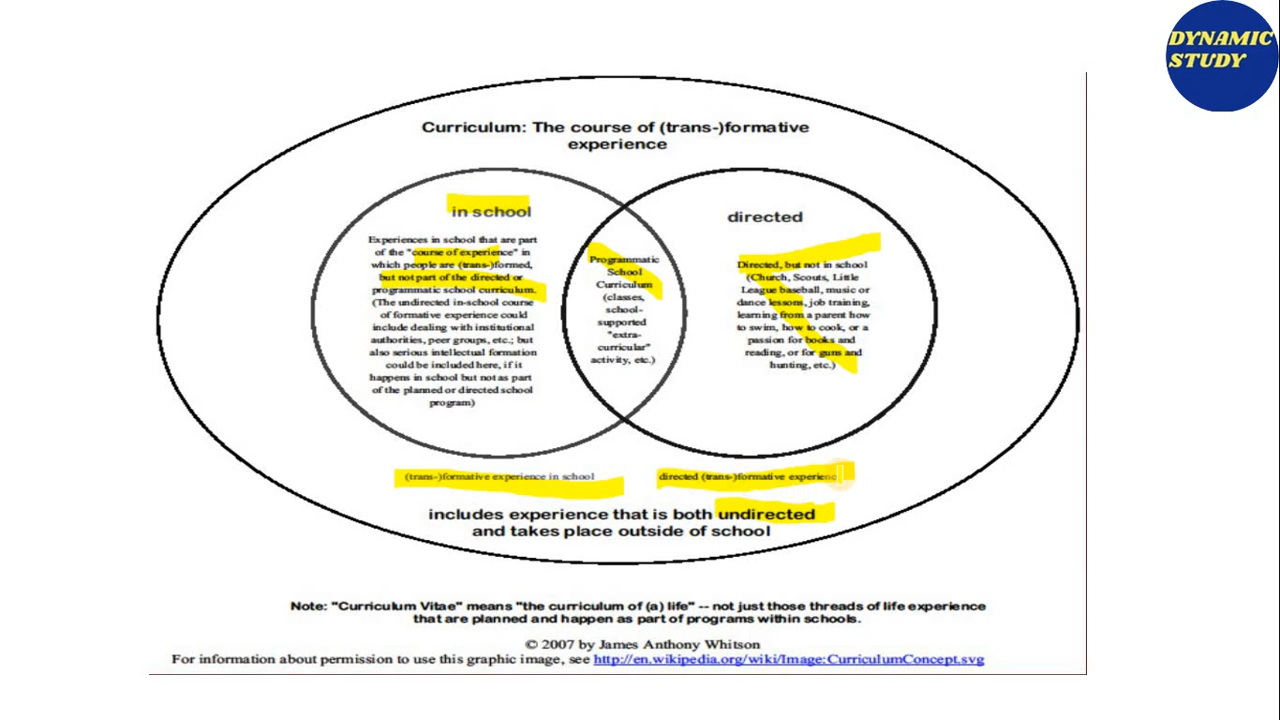 DYNAMIC
STUDY
Curriculum: The course of (trans-)formative
experience
in school
Experiences in school that are part
of the "course of experience" in
which people are (trans-)formed,
but not part of the directed or
programmatic school curriculum.
(The undirected in-school course
of formative experience could
include dealing with institutional
authorities, peer groups, etc.; but
also serious intellectual formation
could be included here, if it
happens in school but not as part
of the planned or directed school
program)
Programmatic
School
Curriculum
(classes,
school-
supported
"extra-
curricular"
activity, etc.)
directed
Directed, but not in school
(Church, Scouts, Little
League baseball, music or
dance lessons, job training,
learning from a parent how
to swim, how to cook, or a
passion for books and
reading, or for guns and
hunting, etc.)
(trans-)formative experience in school
directed (trans-)formative experienc
includes experience that is both undirected
and takes place outside of school
Note: "Curriculum Vitae" means "the curriculum of (a) life" -- not just those threads of life experience
that are planned and happen as part of programs within schools.
© 2007 by James Anthony Whitson
For information about permission to use this graphic image, see http://en.wikipedia.org/wiki/Image:CurriculumConcept.svg